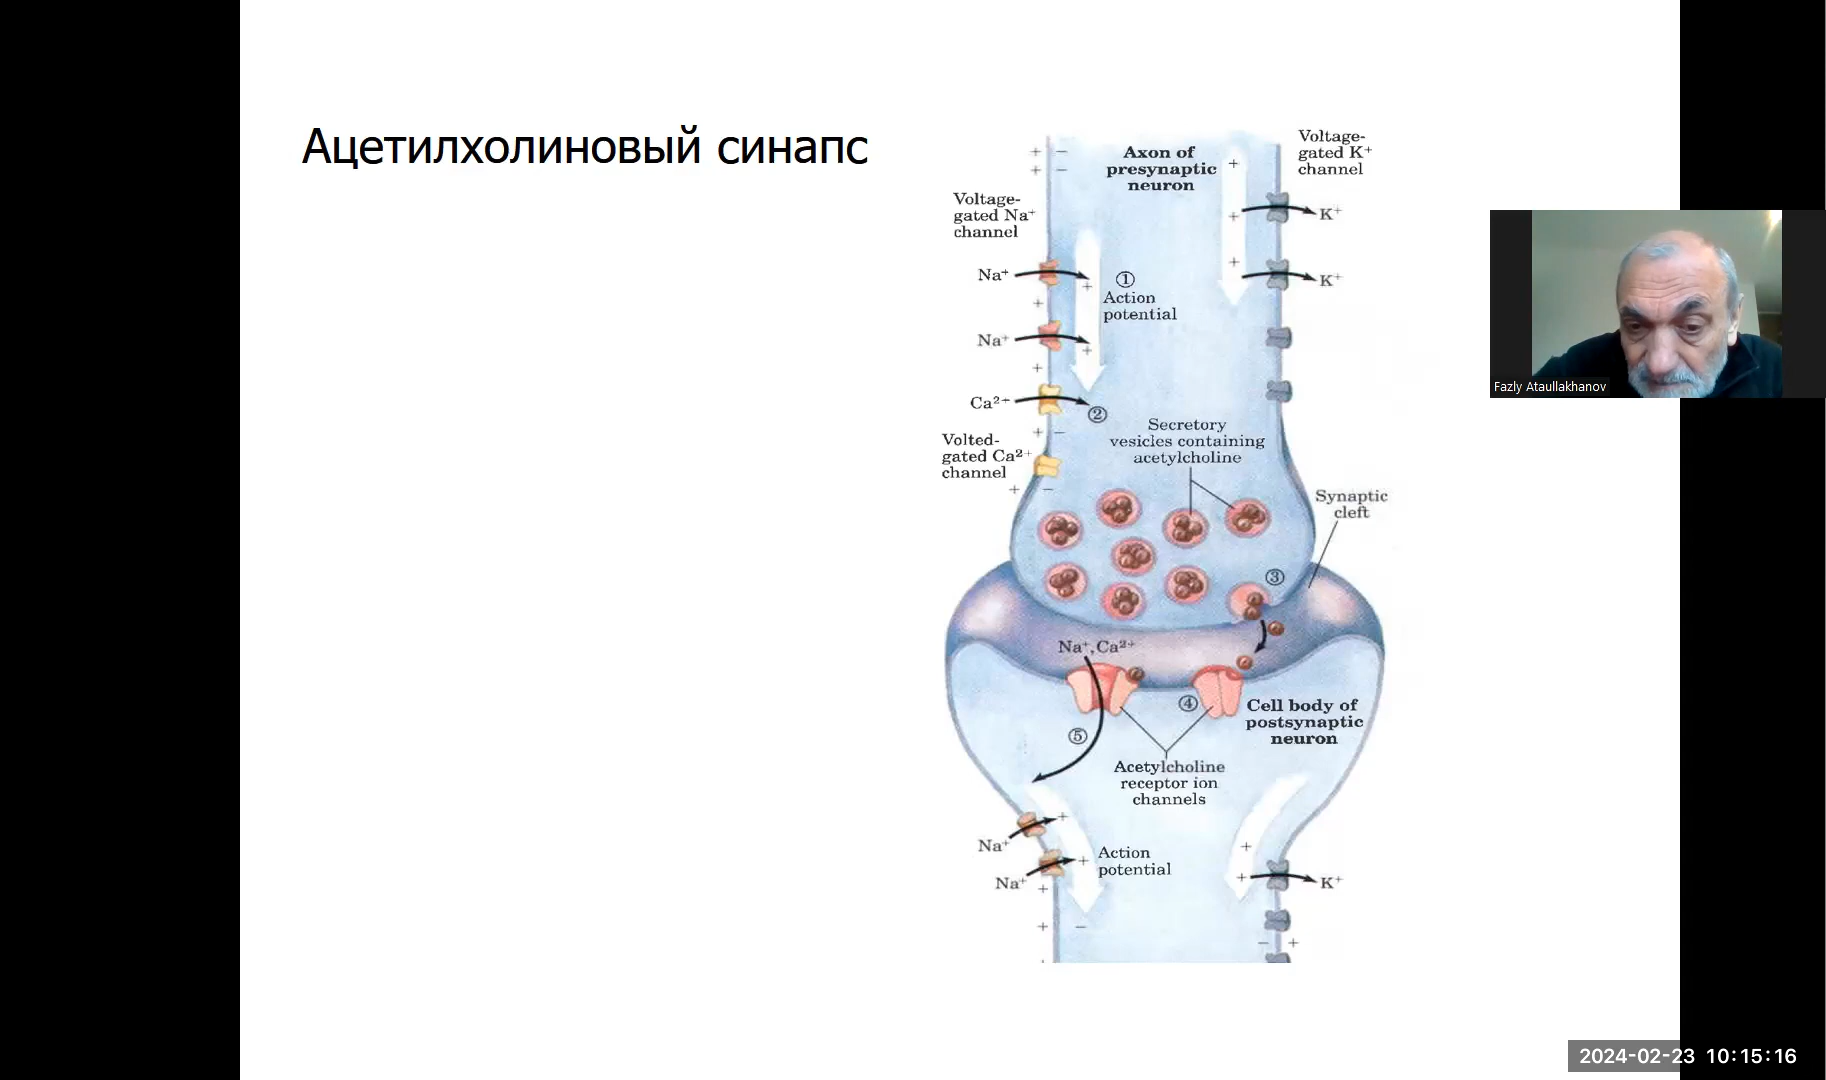 Ацетилхолиновый синапс
Axon of
presynaptic
neuron
Voltage-
gated K⁺
channel
Voltage-
gated Na⁺
channel
K⁺
Na⁺
K⁺
①
Action
potential
Na⁺
Ca²⁺
②
Volted-
gated Ca²⁺
channel
Secretory
vesicles containing
acetylcholine
Synaptic
cleft
③
Na⁺, Ca²⁺
④
Cell body of
postsynaptic
neuron
⑤
Acetylcholine
receptor ion
channels
Na⁺
Action
potential
Na⁺
K⁺
Fazly Ataullakhanov
2024-02-23 10:15:16